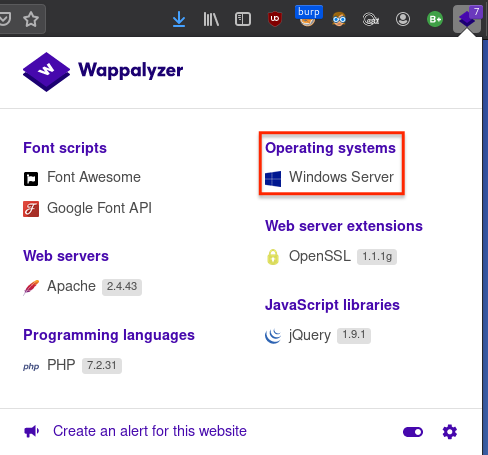 burp
7
Wappalyzer
Font scripts
Font Awesome
Google Font API
Web servers
Apache 2.4.43
Programming languages
php PHP 7.2.31
Operating systems
Windows Server
Web server extensions
OpenSSL 1.1.1g
JavaScript libraries
jQuery 1.9.1
Create an alert for this website